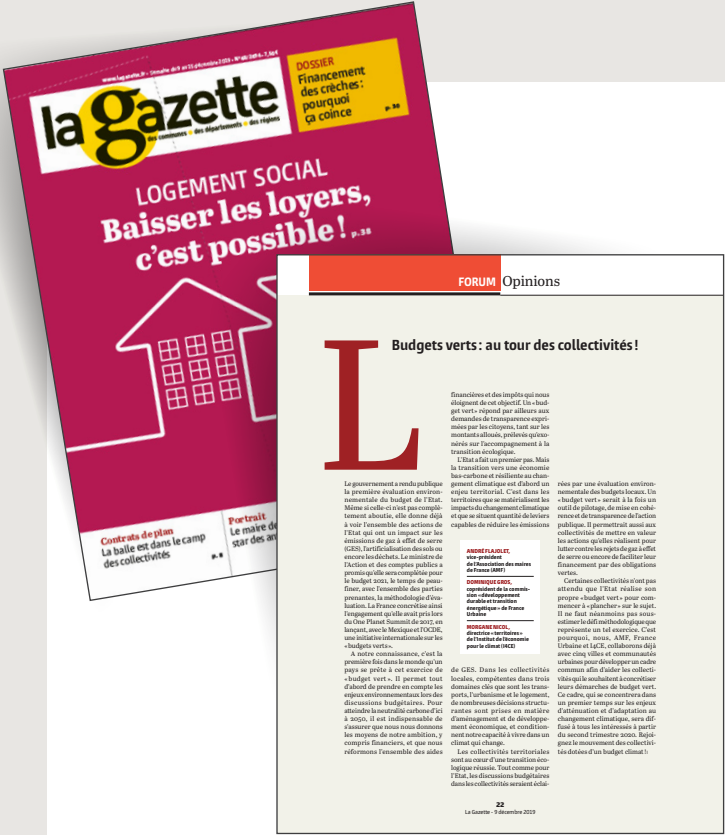 www.lagazette.fr
DOSSIER
Financement
des crèches :
pourquoi
ça coince
p. 30
la gazette
des communes • des départements • des régions
LOGEMENT SOCIAL
Baisser les loyers,
c'est possible ! p.38
Contrats de plan
La balle est dans le camp
des collectivités
p. 8
Portrait
Le maire de
star des an
FORUM Opinions
Budgets verts : au tour des collectivités !
L
Le gouvernement a rendu publique
la première évaluation environ-
nementale du budget de l'Etat.
Même si celle-ci n'est pas complè-
tement aboutie, elle donne déjà
à voir l'ensemble des actions de
l'Etat qui ont un impact sur les
émissions de gaz à effet de serre
(GES), l'artificialisation des sols ou
encore les déchets. Le ministre de
l'Action et des comptes publics a
promis qu'elle sera complétée pour
le budget 2021, le temps de peau-
finer, avec l'ensemble des parties
prenantes, la méthodologie d'éva-
luation. La France concrétise ainsi
l'engagement qu'elle avait pris lors
du One Planet Summit de 2017, en
lançant, avec le Mexique et l'OCDE,
une initiative internationale sur les
« budgets verts ».
A notre connaissance, c'est la
première fois dans le monde qu'un
pays se prête à cet exercice de
« budget vert ». Il permet tout
d'abord de prendre en compte les
enjeux environnementaux lors des
discussions budgétaires. Pour
atteindre la neutralité carbone d'ici
à 2050, il est indispensable de
s'assurer que nous nous donnons
les moyens de notre ambition, y
compris financiers, et que nous
réformons l'ensemble des aides
financières et des impôts qui nous
éloignent de cet objectif. Un « bud-
get vert » répond par ailleurs aux
demandes de transparence expri-
mées par les citoyens, tant sur les
montants alloués, prélevés qu'exo-
nérés sur l'accompagnement à la
transition écologique.
L'Etat a fait un premier pas. Mais
la transition vers une économie
bas-carbone et résiliente au chan-
gement climatique est d'abord un
enjeu territorial. C'est dans les
territoires que se matérialisent les
impacts du changement climatique
et que se situent quantité de leviers
capables de réduire les émissions
ANDRÉ FLAJOLET,
vice-président
de l'Association des maires
de France (AMF)
DOMINIQUE GROS,
coprésident de la commis-
sion « développement
durable et transition
énergétique » de France
Urbaine
MORGANE NICOL,
directrice « territoires »
de l'Institut de l'économie
pour le climat (I4CE)
de GES. Dans les collectivités
locales, compétentes dans trois
domaines clés que sont les trans-
ports, l'urbanisme et le logement,
de nombreuses décisions structu-
rantes sont prises en matière
d'aménagement et de développe-
ment économique, et condition-
nent notre capacité à vivre dans un
climat qui change.
Les collectivités territoriales
sont au cœur d'une transition éco-
logique réussie. Tout comme pour
l'Etat, les discussions budgétaires
dans les collectivités seraient éclai-
rées par une évaluation environ-
nementale des budgets locaux. Un
« budget vert » serait à la fois un
outil de pilotage, de mise en cohé-
rence et de transparence de l'action
publique. Il permettrait aussi aux
collectivités de mettre en valeur
les actions qu'elles réalisent pour
lutter contre les rejets de gaz à effet
de serre ou encore de faciliter leur
financement par des obligations
vertes.
Certaines collectivités n'ont pas
attendu que l'Etat réalise son
propre « budget vert » pour com-
mencer à « plancher » sur le sujet.
Il ne faut néanmoins pas sous-
estimer le défi méthodologique que
représente un tel exercice. C'est
pourquoi, nous, AMF, France
Urbaine et I4CE, collaborons déjà
avec cinq villes et communautés
urbaines pour développer un cadre
commun afin d'aider les collecti-
vités qui le souhaitent à concrétiser
leurs démarches de budget vert.
Ce cadre, qui se concentrera dans
un premier temps sur les enjeux
d'atténuation et d'adaptation au
changement climatique, sera dif-
fusé à tous les intéressés à partir
du second trimestre 2020. Rejoi-
gnez le mouvement des collectivi-
tés dotées d'un budget climat !
22
La Gazette - 9 décembre 2019